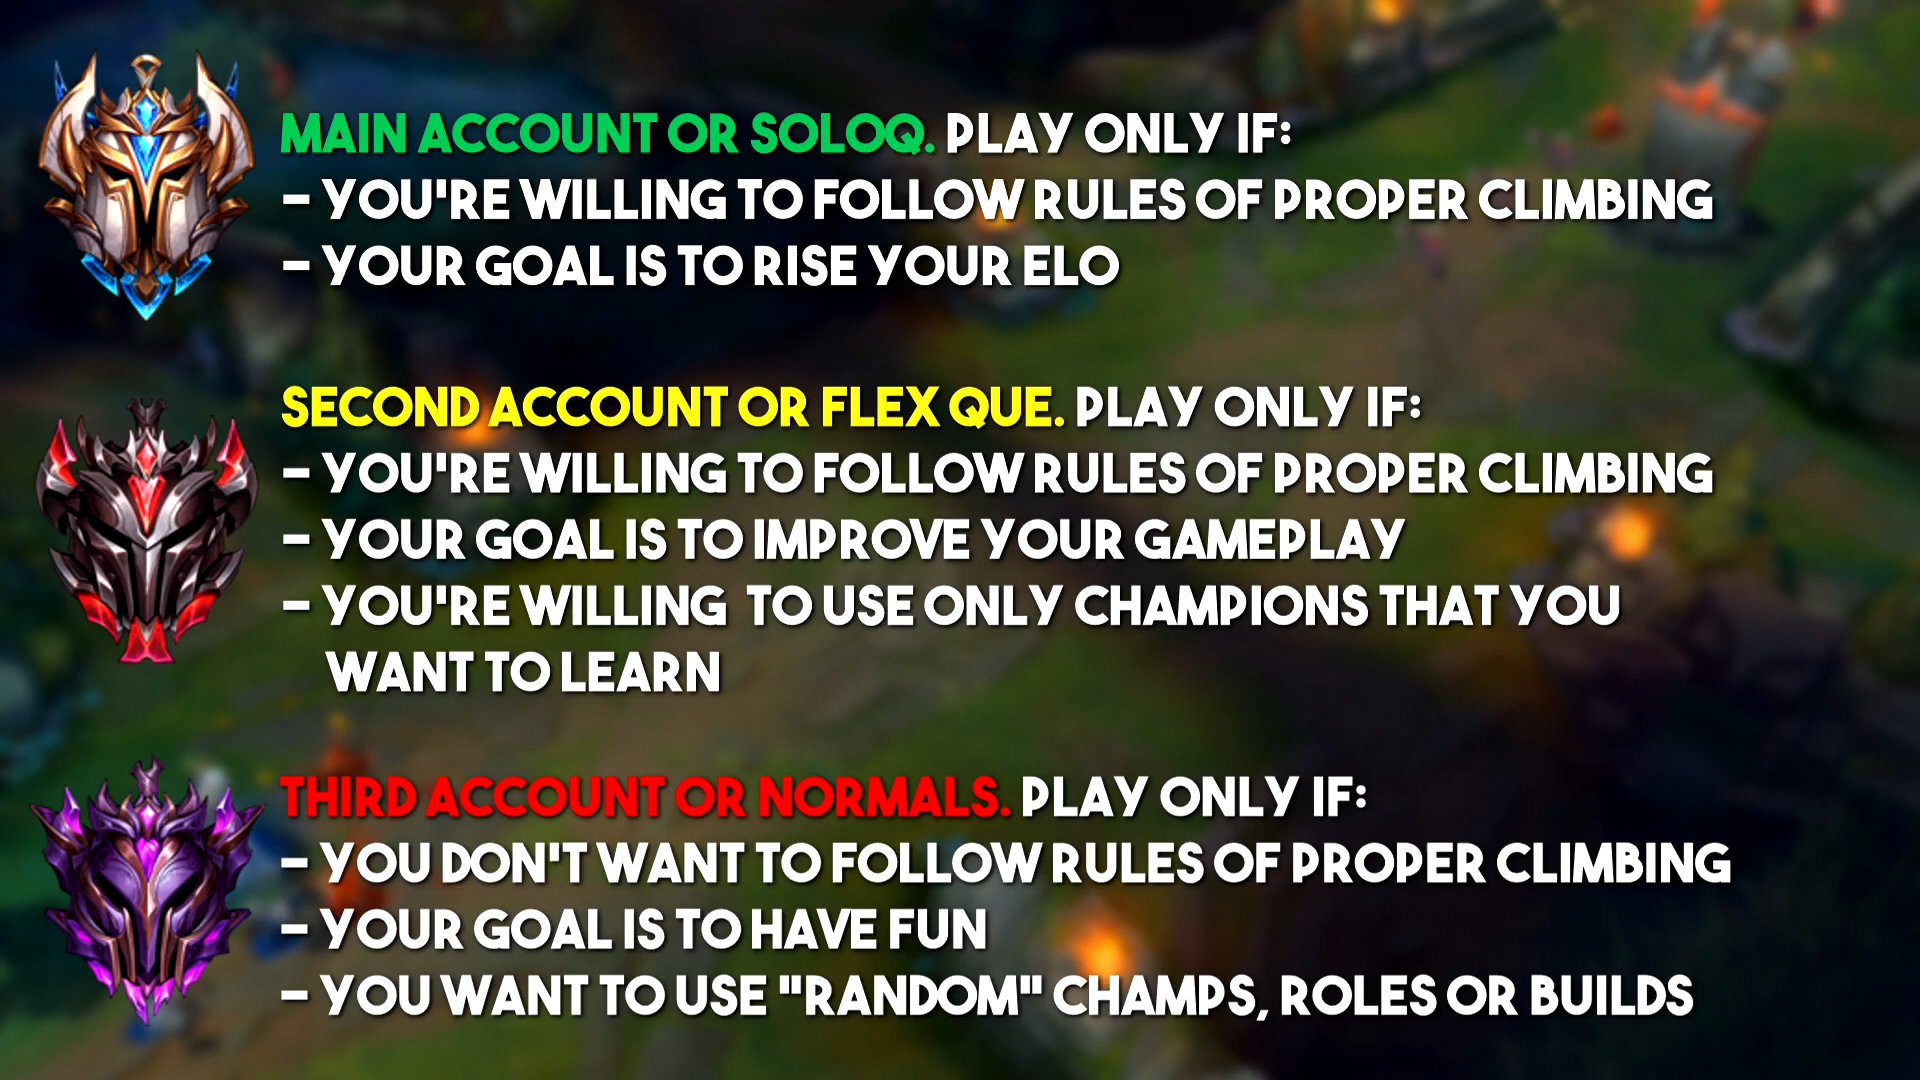 MAIN ACCOUNT OR SOLOQ. PLAY ONLY IF:
- YOU'RE WILLING TO FOLLOW RULES OF PROPER CLIMBING
- YOUR GOAL IS TO RISE YOUR ELO
SECOND ACCOUNT OR FLEX QUE. PLAY ONLY IF:
- YOU'RE WILLING TO FOLLOW RULES OF PROPER CLIMBING
- YOUR GOAL IS TO IMPROVE YOUR GAMEPLAY
- YOU'RE WILLING TO USE ONLY CHAMPIONS THAT YOU
WANT TO LEARN
THIRD ACCOUNT OR NORMALS. PLAY ONLY IF:
- YOU DON'T WANT TO FOLLOW RULES OF PROPER CLIMBING
- YOUR GOAL IS TO HAVE FUN
- YOU WANT TO USE "RANDOM" CHAMPS, ROLES OR BUILDS